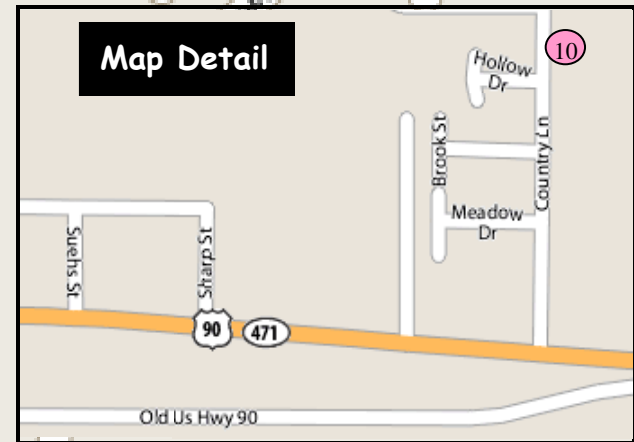 Map Detail
10
Hollow
Dr
Brook St
Country Ln
Meadow
Dr
Suehs St
Sharp St
90
471
Old Us Hwy 90